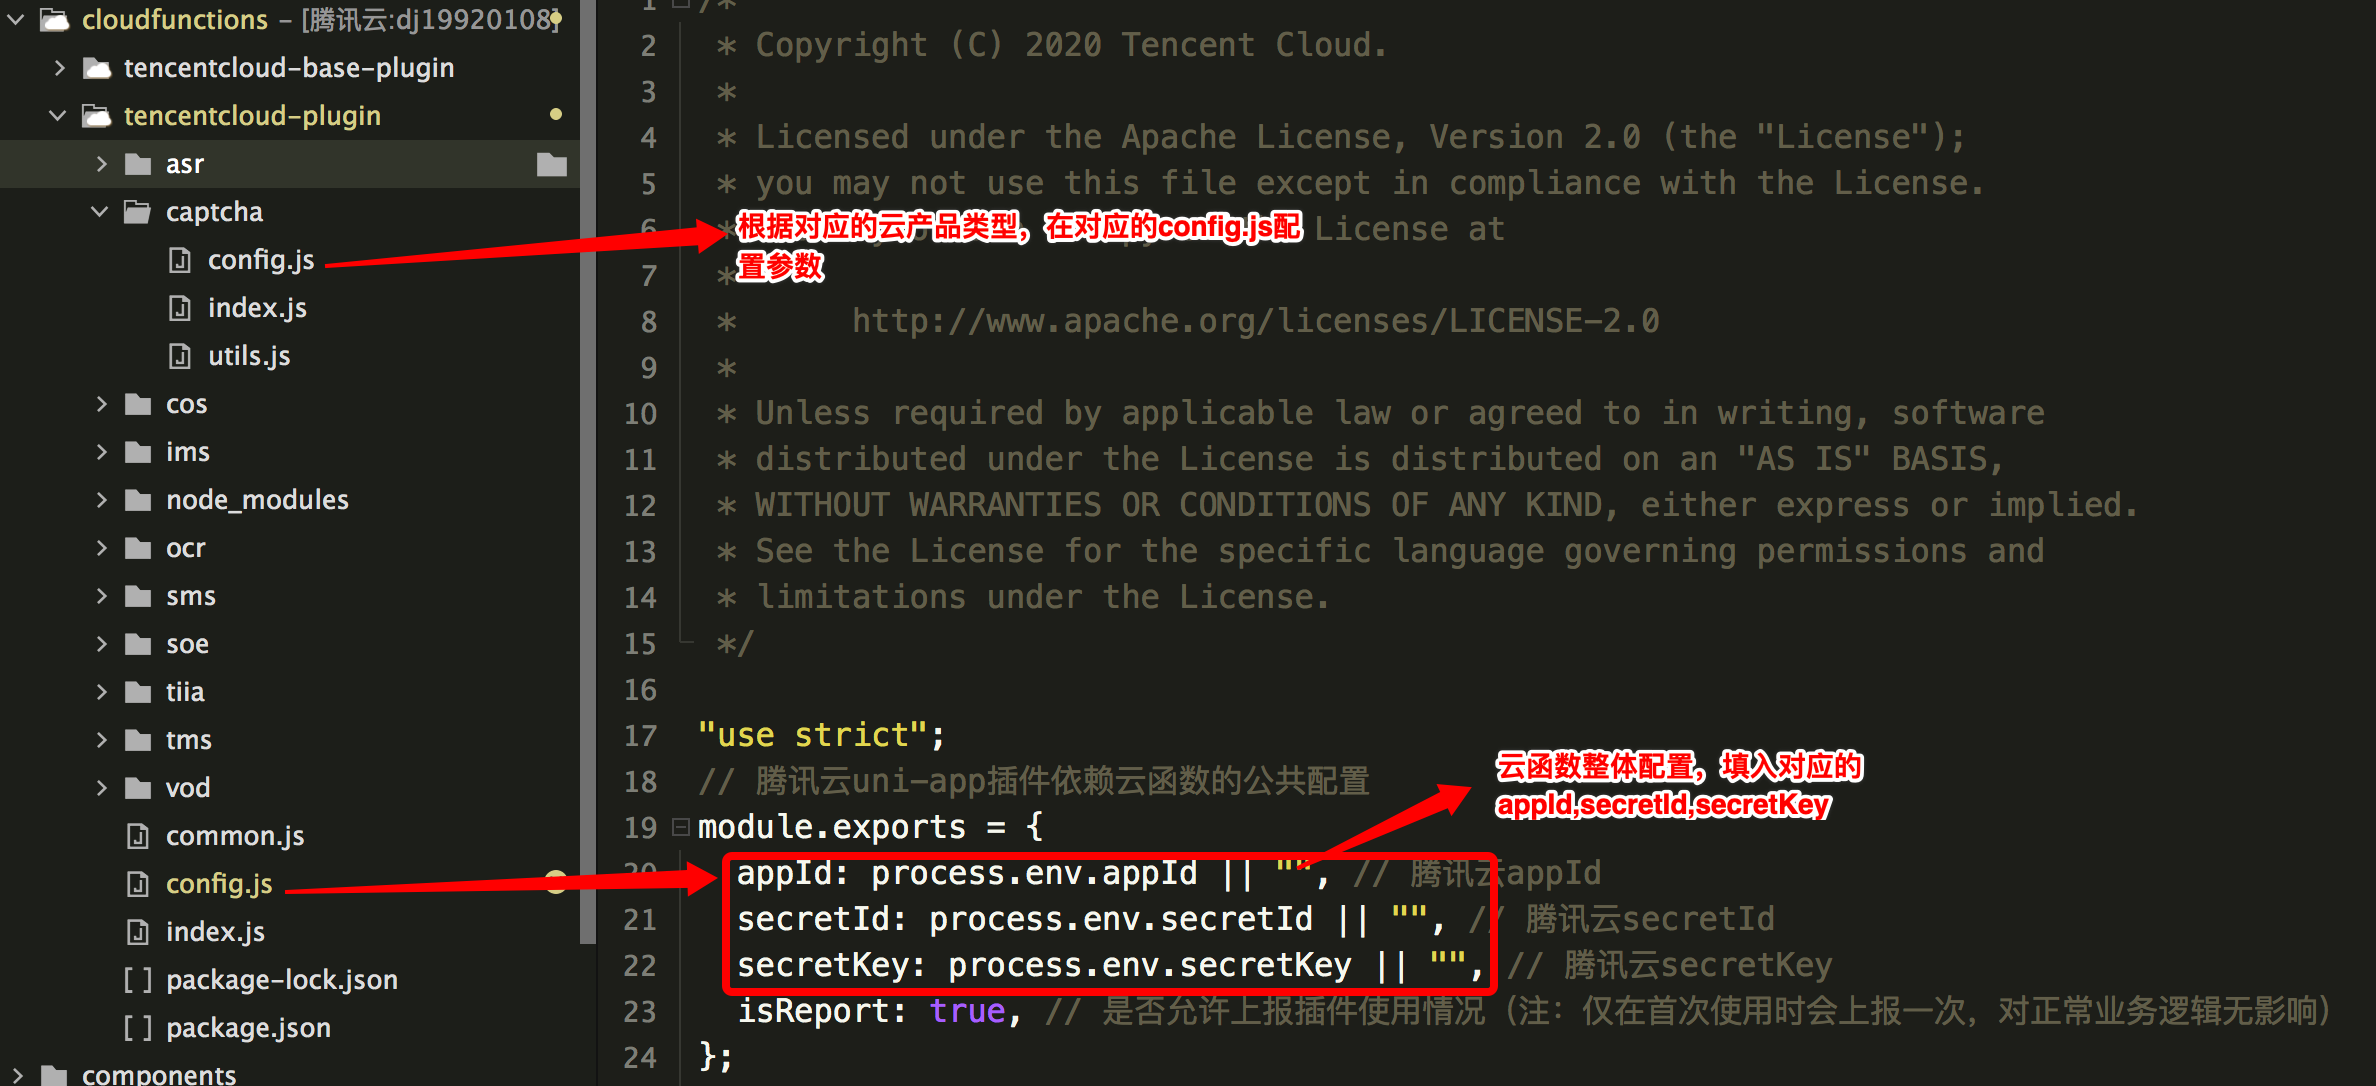 cloudfunctions – [腾讯云:dj19920108]
tencentcloud-base-plugin
tencentcloud-plugin
asr
captcha
config.js
index.js
utils.js
cos
ims
node_modules
ocr
sms
soe
tiia
tms
vod
common.js
config.js
index.js
[ ] package-lock.json
[ ] package.json
components
1 /*
2 * Copyright (C) 2020 Tencent Cloud.
3 *
4 * Licensed under the Apache License, Version 2.0 (the "License");
5 * you may not use this file except in compliance with the License.
6 * License at
根据对应的云产品类型，在对应的config.js配
置参数
7 *
8 * http://www.apache.org/licenses/LICENSE-2.0
9 *
10 * Unless required by applicable law or agreed to in writing, software
11 * distributed under the License is distributed on an "AS IS" BASIS,
12 * WITHOUT WARRANTIES OR CONDITIONS OF ANY KIND, either express or implied.
13 * See the License for the specific language governing permissions and
14 * limitations under the License.
15 */
16
17 "use strict";
18 // 腾讯云uni-app插件依赖云函数的公共配置
云函数整体配置，填入对应的
appId,secretId,secretKey
19 module.exports = {
20 appId: process.env.appId || "", // 腾讯云appId
21 secretId: process.env.secretId || "", // 腾讯云secretId
22 secretKey: process.env.secretKey || "", // 腾讯云secretKey
23 isReport: true, // 是否允许上报插件使用情况（注：仅在首次使用时会上报一次，对正常业务逻辑无影响）
24 };